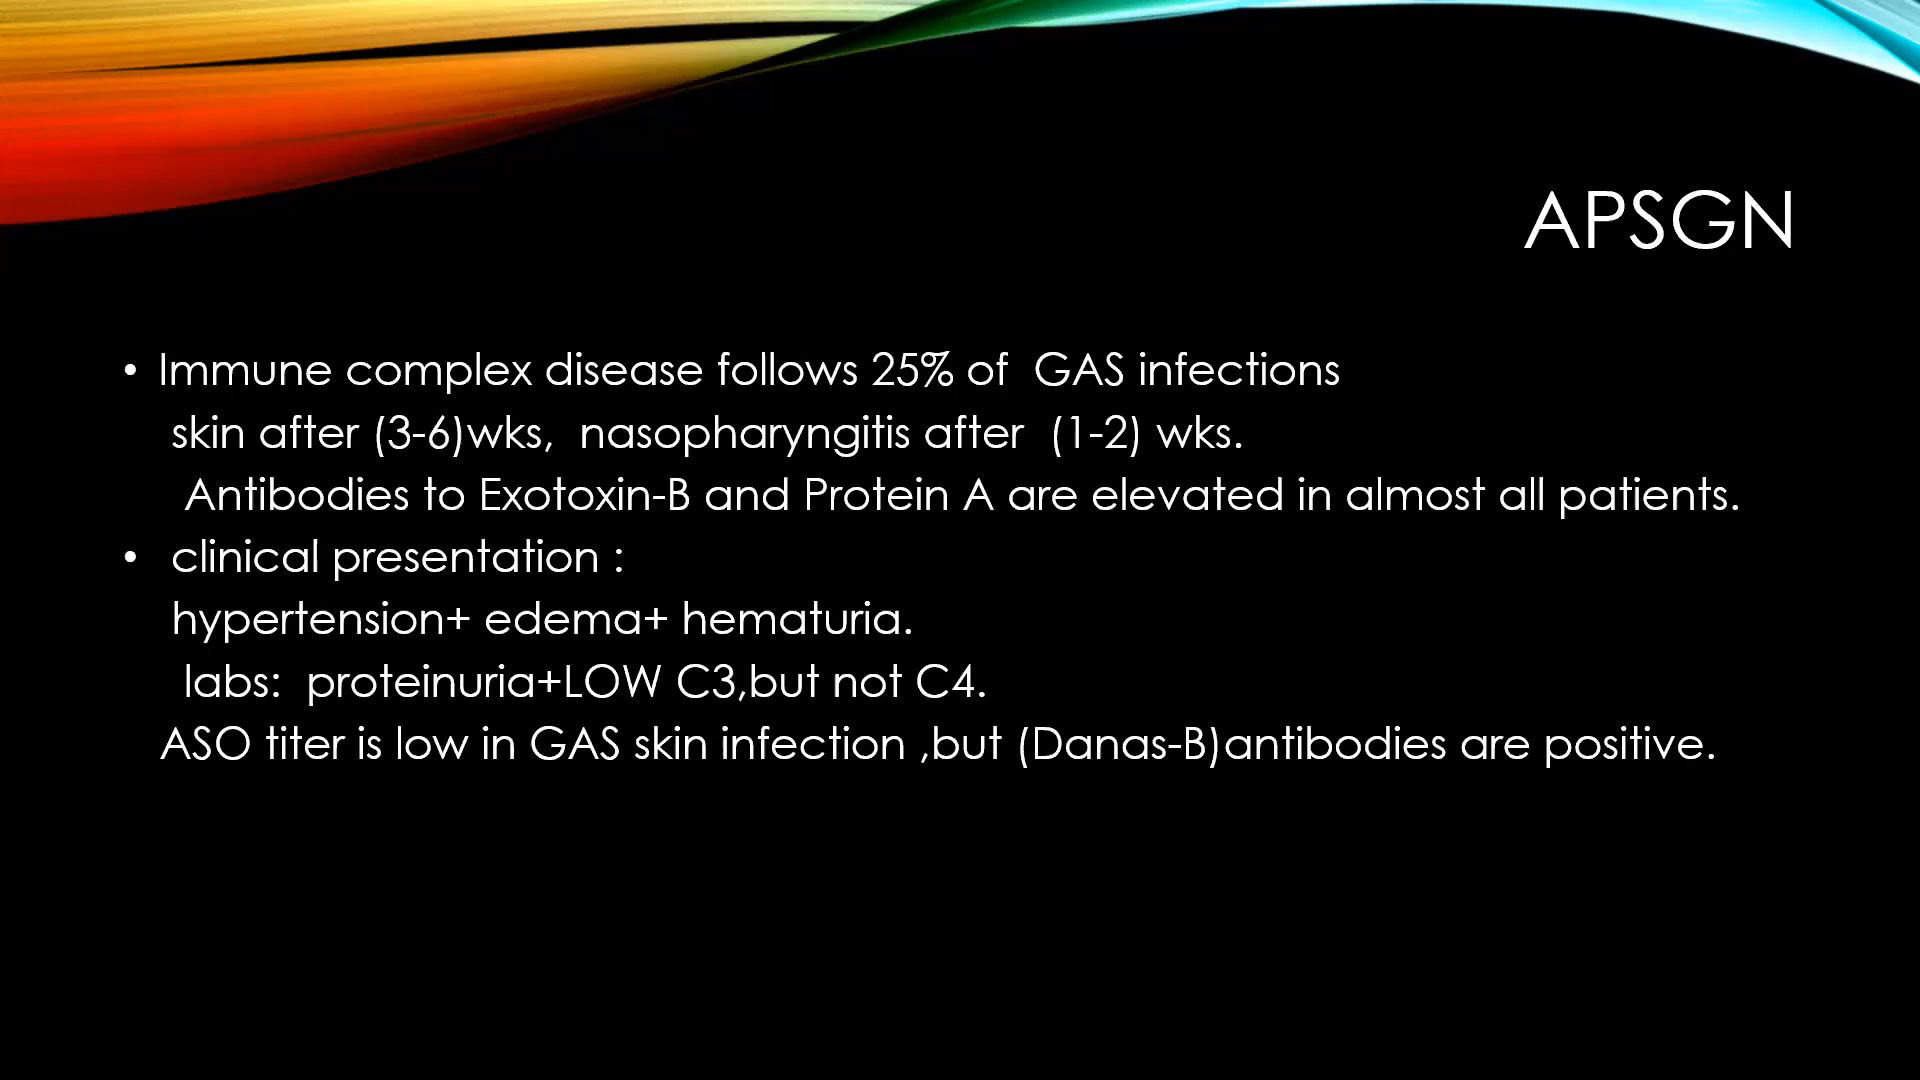 APSGN
• Immune complex disease follows 25% of  GAS infections
skin after (3-6)wks,  nasopharyngitis after  (1-2) wks.
Antibodies to Exotoxin-B and Protein A are elevated in almost all patients.
• clinical presentation :
hypertension+ edema+ hematuria.
labs:  proteinuria+LOW C3,but not C4.
ASO titer is low in GAS skin infection ,but (Danas-B)antibodies are positive.